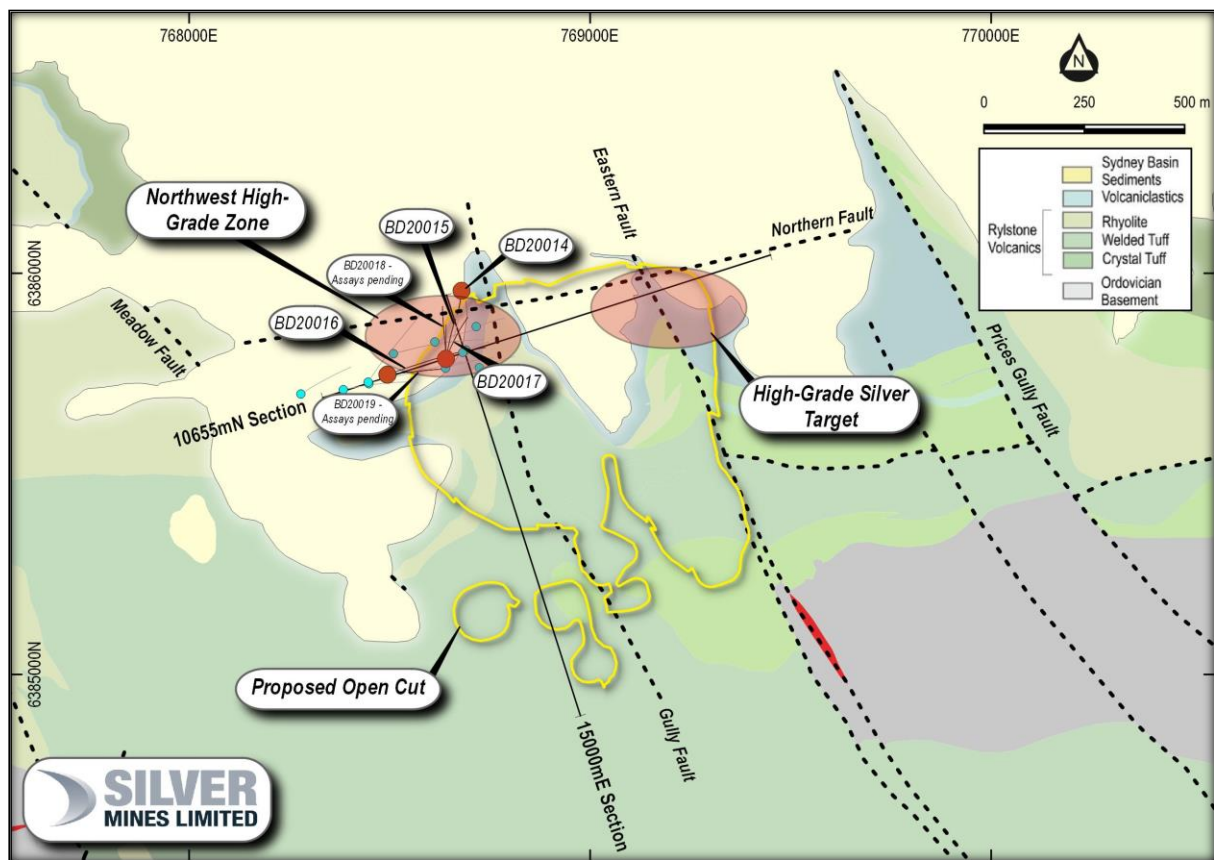 768000E
769000E
770000E
N
0 250 500 m
Sydney Basin
Sediments
Volcaniclastics
Rylstone
Volcanics
Rhyolite
Welded Tuff
Crystal Tuff
Ordovician
Basement
Northwest High-
Grade Zone
BD20015
BD20014
BD20018 -
Assays pending
BD20016
BD20017
BD20019 -
Assays pending
Eastern Fault
Northern Fault
Meadow Fault
Prices Gully Fault
6386000N
10655mN Section
High-Grade Silver
Target
6385000N
Proposed Open Cut
Gully Fault
15000mE Section
SILVER
MINES LIMITED